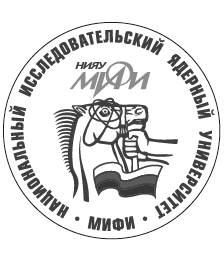 НАЦИОНАЛЬНЫЙ ИССЛЕДОВАТЕЛЬСКИЙ ЯДЕРНЫЙ УНИВЕРСИТЕТ
· МИФИ ·
НИЯУ
МИФИ